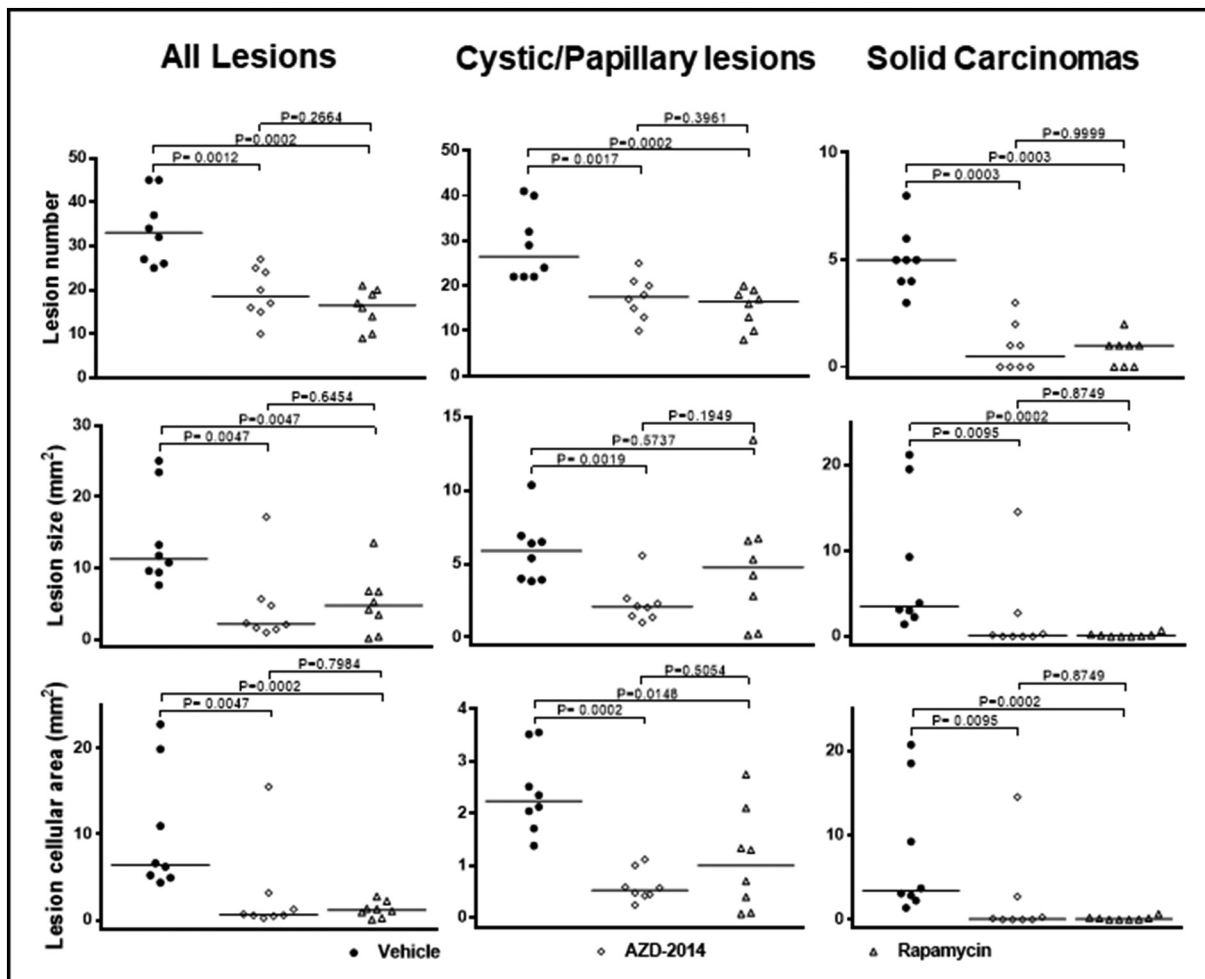 All Lesions
Cystic/Papillary lesions
Solid Carcinomas
Lesion number
P=0.2664
P=0.0002
P= 0.0012
50
40
30
20
10
0
P=0.3961
P=0.0002
P= 0.0017
50
40
30
20
10
0
P=0.9999
P=0.0003
P= 0.0003
10
5
0
Lesion size (mm²)
P=0.6454
P=0.0047
P= 0.0047
30
20
10
0
P=0.1949
P=0.5737
P= 0.0019
15
10
5
0
P=0.8749
P=0.0002
P= 0.0095
20
10
0
Lesion cellular area (mm²)
P=0.7984
P=0.0002
P= 0.0047
20
10
0
P=0.5054
P=0.0148
P= 0.0002
4
3
2
1
0
P=0.8749
P=0.0002
P= 0.0095
20
10
0
Vehicle
AZD-2014
Rapamycin